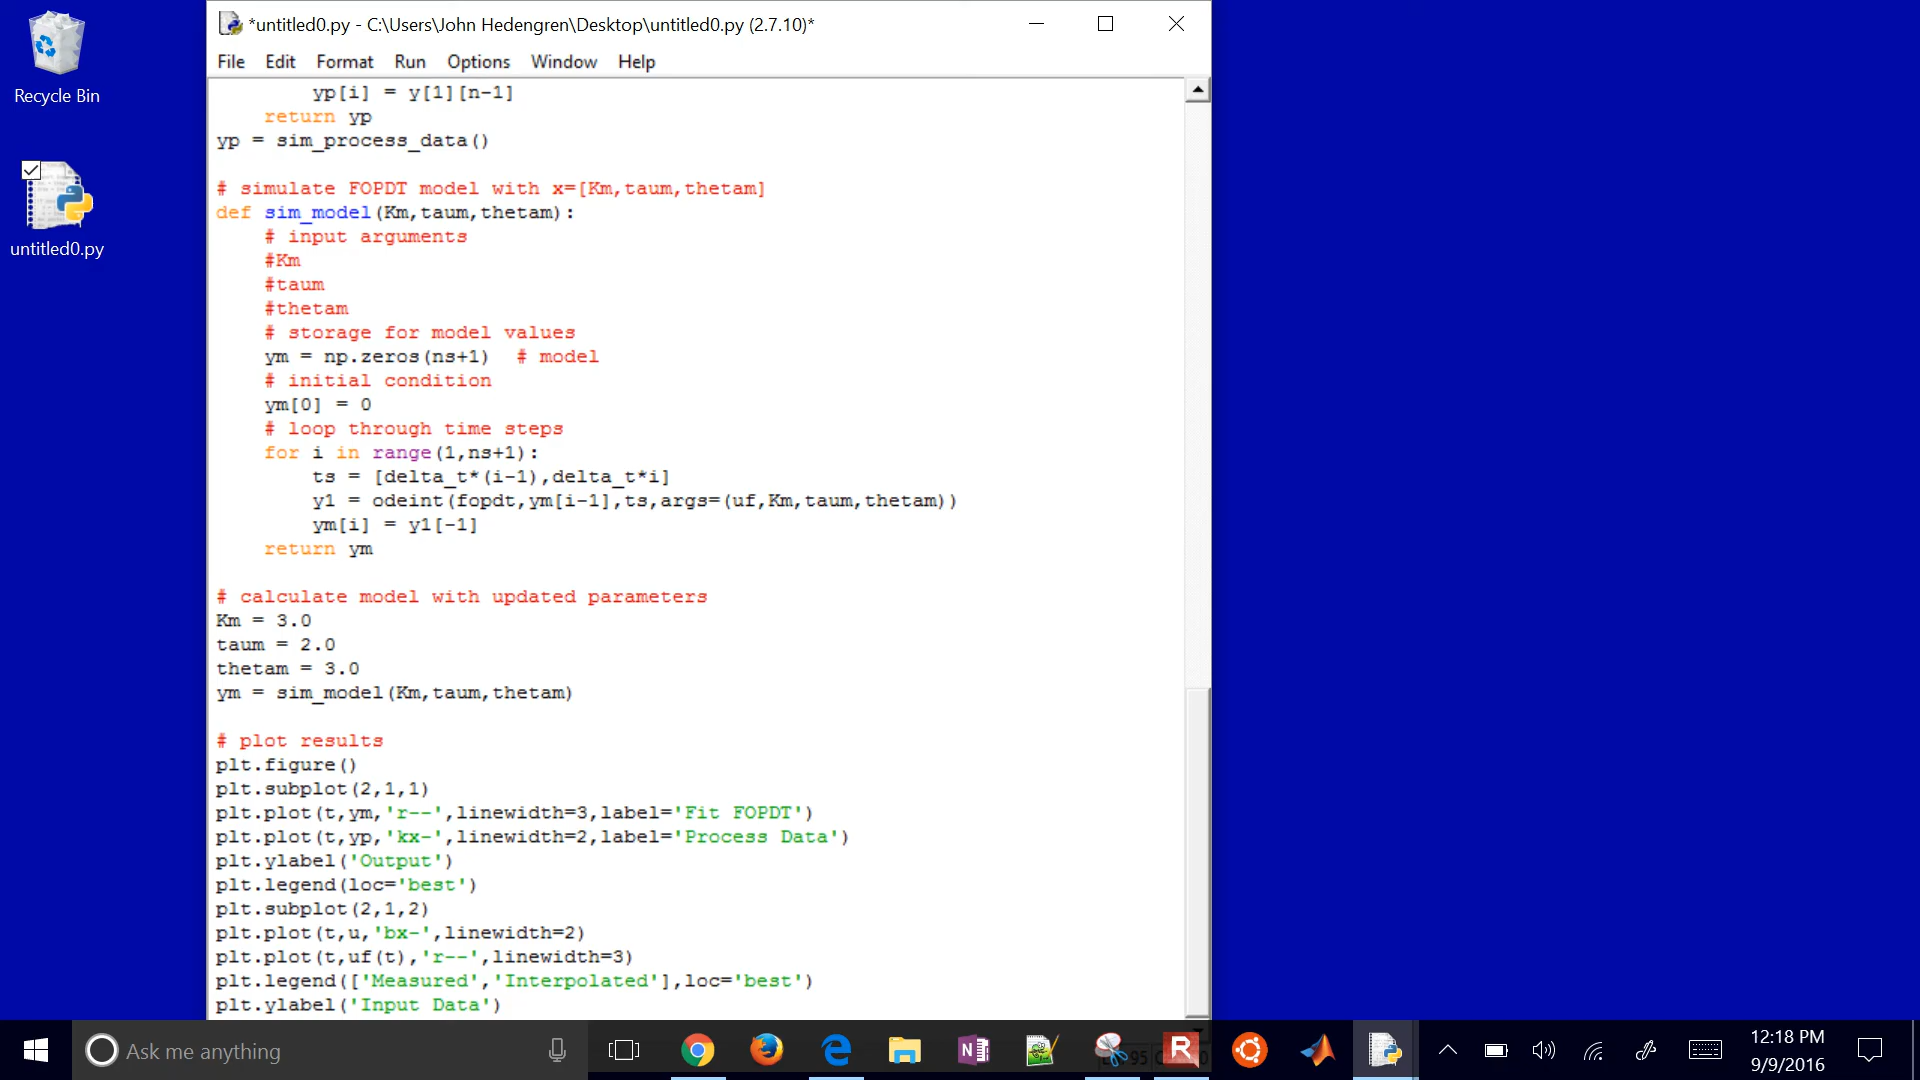 *untitled0.py - C:\Users\John Hedengren\Desktop\untitled0.py (2.7.10)*
File Edit Format Run Options Window Help
Recycle Bin
untitled0.py
        yp[i] = y[1][n-1]
    return yp
yp = sim_process_data()
# simulate FOPDT model with x=[Km,taum,thetam]
def sim_model(Km,taum,thetam):
    # input arguments
    #Km
    #taum
    #thetam
    # storage for model values
    ym = np.zeros(ns+1)  # model
    # initial condition
    ym[0] = 0
    # loop through time steps
    for i in range(1,ns+1):
        ts = [delta_t*(i-1),delta_t*i]
        y1 = odeint(fopdt,ym[i-1],ts,args=(uf,Km,taum,thetam))
        ym[i] = y1[-1]
    return ym
# calculate model with updated parameters
Km = 3.0
taum = 2.0
thetam = 3.0
ym = sim_model(Km,taum,thetam)
# plot results
plt.figure()
plt.subplot(2,1,1)
plt.plot(t,ym,'r--',linewidth=3,label='Fit FOPDT')
plt.plot(t,yp,'kx-',linewidth=2,label='Process Data')
plt.ylabel('Output')
plt.legend(loc='best')
plt.subplot(2,1,2)
plt.plot(t,u,'bx-',linewidth=2)
plt.plot(t,uf(t),'r--',linewidth=3)
plt.legend(['Measured','Interpolated'],loc='best')
plt.ylabel('Input Data')
Ask me anything
N
R
12:18 PM
9/9/2016